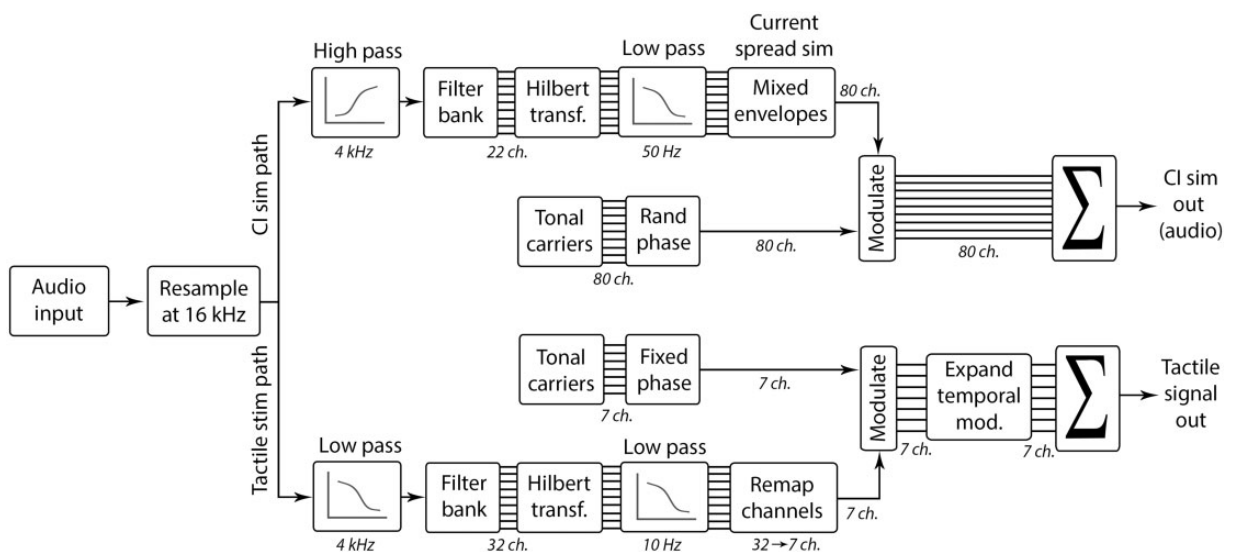 Current
spread sim
High pass
Low pass
Filter
bank
Hilbert
transf.
Mixed
envelopes
80 ch.
4 kHz
22 ch.
50 Hz
CI sim path
Modulate
Σ
CI sim
out
(audio)
Tonal
carriers
Rand
phase
80 ch.
80 ch.
80 ch.
Audio
input
Resample
at 16 kHz
Tactile stim path
Tonal
carriers
Fixed
phase
7 ch.
7 ch.
Modulate
Expand
temporal
mod.
7 ch.
7 ch.
Σ
Tactile
signal
out
Low pass
Low pass
Filter
bank
Hilbert
transf.
Remap
channels
7 ch.
4 kHz
32 ch.
10 Hz
32→7 ch.